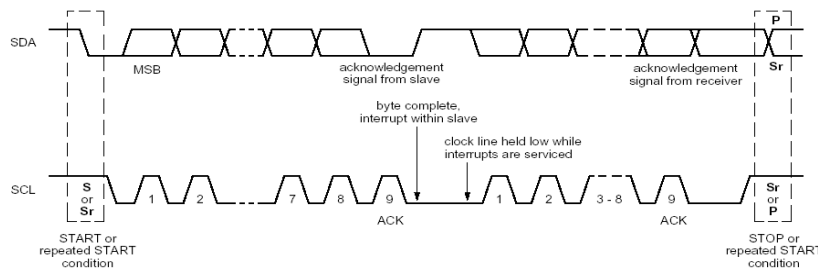 P
SDA
MSB
acknowledgement
signal from slave
acknowledgement
signal from receiver
Sr
byte complete,
interrupt within slave
clock line held low while
interrupts are serviced
SCL
S
or
Sr
1
2
7
8
9
1
2
3 - 8
9
Sr
or
P
ACK
ACK
START or
repeated START
condition
STOP or
repeated START
condition